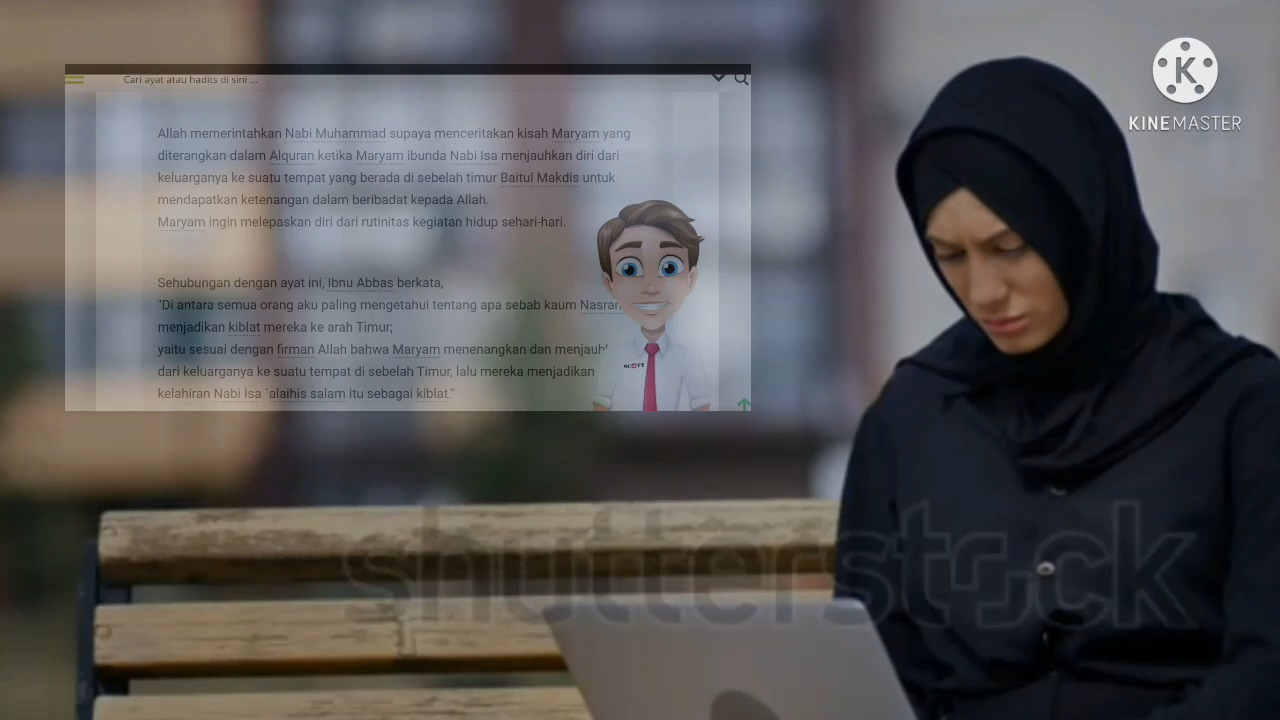 Cari ayat atau hadits di sini ...
KINEMASTER
Allah memerintahkan Nabi Muhammad supaya menceritakan kisah Maryam yang
diterangkan dalam Alquran ketika Maryam ibunda Nabi Isa menjauhkan diri dari
keluarganya ke suatu tempat yang berada di sebelah timur Baitul Makdis untuk
mendapatkan ketenangan dalam beribadat kepada Allah.
Maryam ingin melepaskan diri dari rutinitas kegiatan hidup sehari-hari.
Sehubungan dengan ayat ini, Ibnu Abbas berkata,
"Di antara semua orang aku paling mengetahui tentang apa sebab kaum
menjadikan kiblat mereka ke arah Timur;
yaitu sesuai dengan firman Allah bahwa Maryam menenangkan dan
dari keluarganya ke suatu tempat di sebelah Timur, lalu mereka menjadikan
kelahiran Nabi Isa `alaihis salam itu sebagai kiblat."
SCOTT
shutterstock